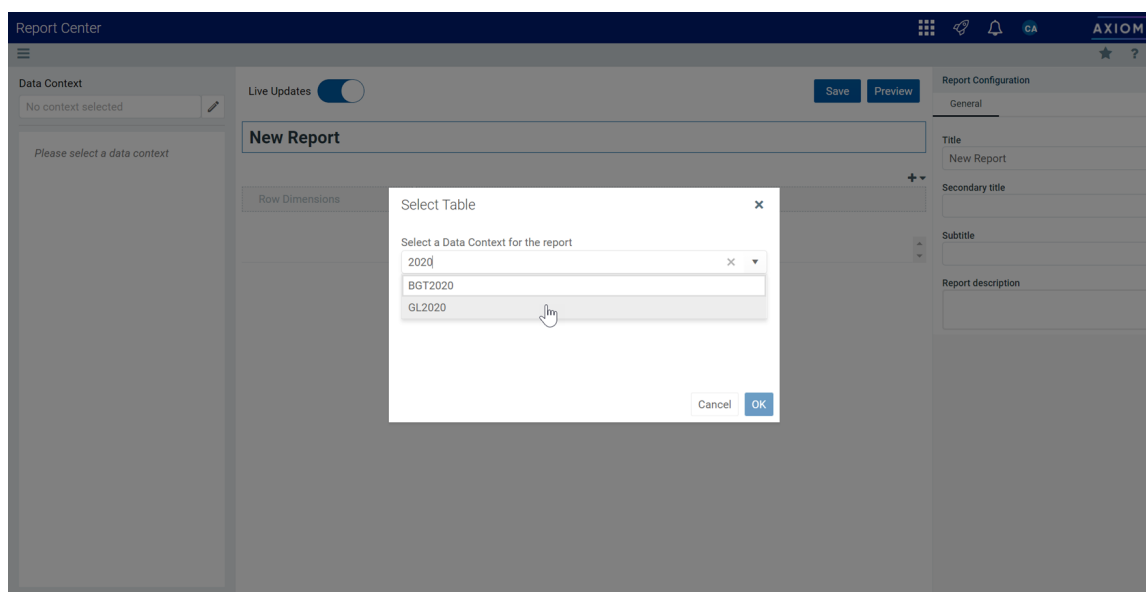 Report Center
CA
AXIOM
?
Data Context
No context selected
Please select a data context
Live Updates
Save
Preview
New Report
Row Dimensions
Select Table
Select a Data Context for the report
2020
BGT2020
GL2020
Cancel
OK
Report Configuration
General
Title
New Report
Secondary title
Subtitle
Report description